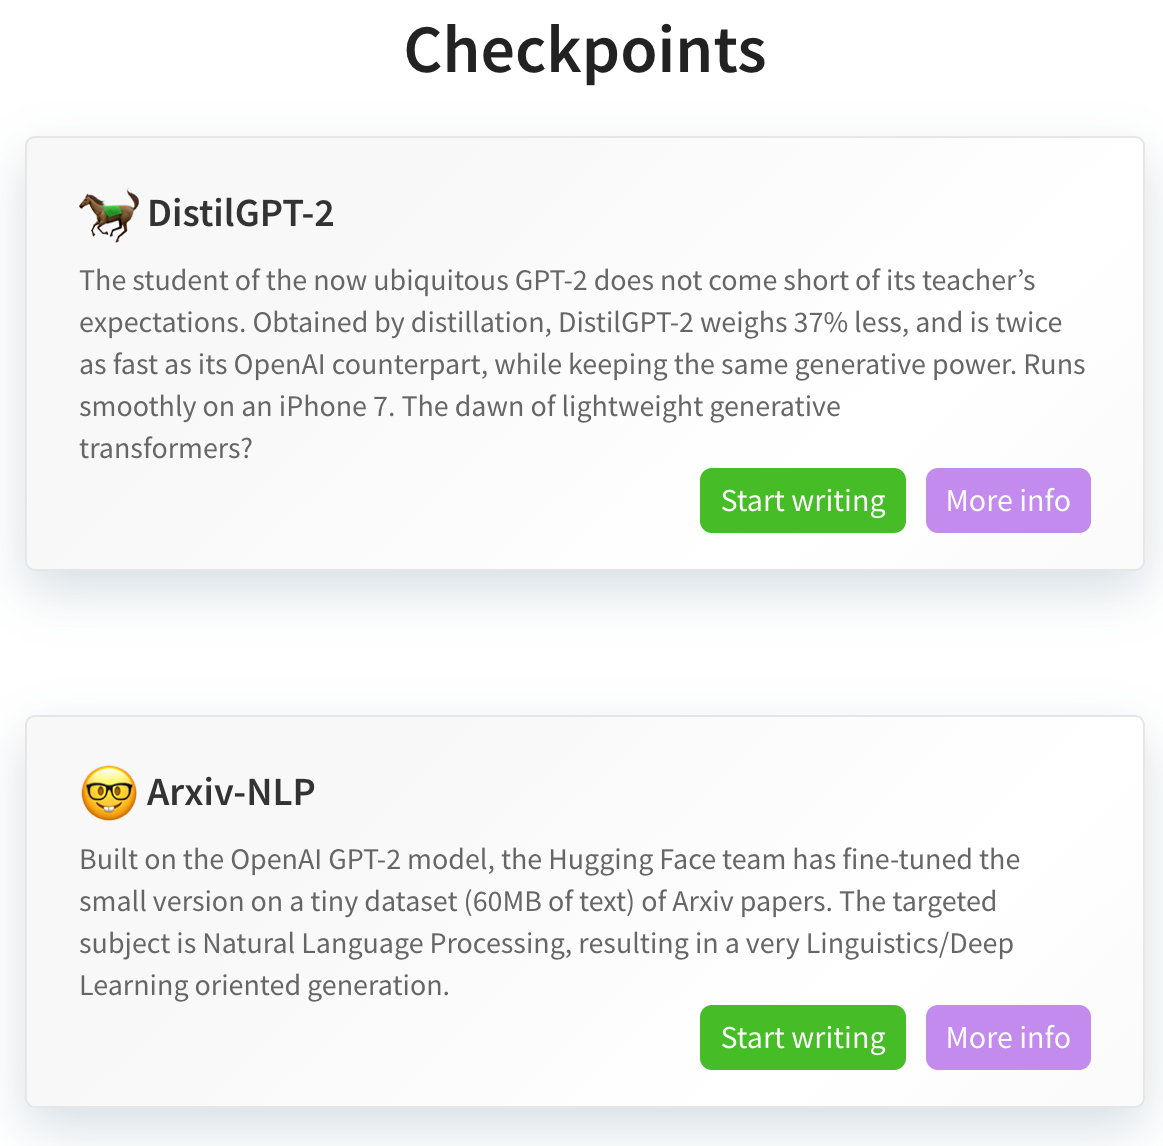 Checkpoints
DistilGPT-2
The student of the now ubiquitous GPT-2 does not come short of its teacher’s
expectations. Obtained by distillation, DistilGPT-2 weighs 37% less, and is twice
as fast as its OpenAI counterpart, while keeping the same generative power. Runs
smoothly on an iPhone 7. The dawn of lightweight generative
transformers?
Start writing More info
Arxiv-NLP
Built on the OpenAI GPT-2 model, the Hugging Face team has fine-tuned the
small version on a tiny dataset (60MB of text) of Arxiv papers. The targeted
subject is Natural Language Processing, resulting in a very Linguistics/Deep
Learning oriented generation.
Start writing More info